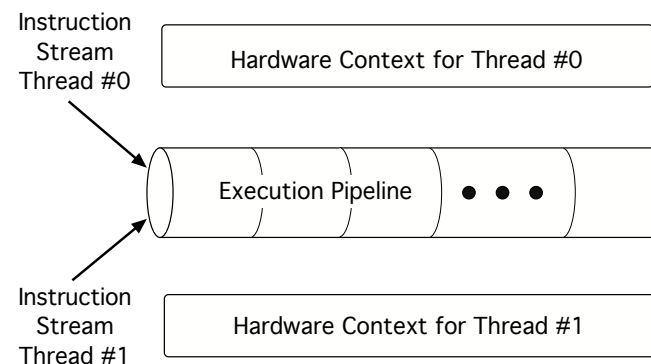 Instruction
Stream
Thread #0
Hardware Context for Thread #0
Execution Pipeline
Instruction
Stream
Thread #1
Hardware Context for Thread #1